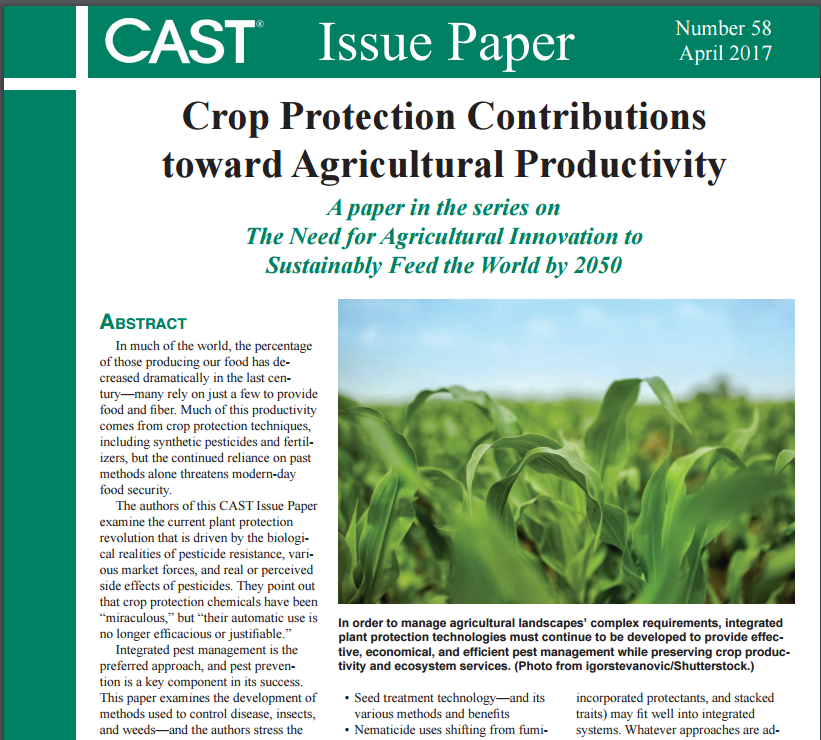 CAST®
Issue Paper
Number 58
April 2017
Crop Protection Contributions
toward Agricultural Productivity
A paper in the series on
The Need for Agricultural Innovation to
Sustainably Feed the World by 2050
ABSTRACT
In much of the world, the percentage
of those producing our food has de-
creased dramatically in the last cen-
tury—many rely on just a few to provide
food and fiber. Much of this productivity
comes from crop protection techniques,
including synthetic pesticides and fertil-
izers, but the continued reliance on past
methods alone threatens modern-day
food security.
The authors of this CAST Issue Paper
examine the current plant protection
revolution that is driven by the biologi-
cal realities of pesticide resistance, vari-
ous market forces, and real or perceived
side effects of pesticides. They point out
that crop protection chemicals have been
“miraculous,” but “their automatic use is
no longer efficacious or justifiable.”
Integrated pest management is the
preferred approach, and pest preven-
tion is a key component in its success.
This paper examines the development of
methods used to control disease, insects,
and weeds—and the authors stress the
In order to manage agricultural landscapes’ complex requirements, integrated
plant protection technologies must continue to be developed to provide effec-
tive, economical, and efficient pest management while preserving crop produc-
tivity and ecosystem services. (Photo from igorstevanovic/Shutterstock.)
• Seed treatment technology—and its
various methods and benefits
• Nematicide uses shifting from fumi-
incorporated protectants, and stacked
traits) may fit well into integrated
systems. Whatever approaches are ad-